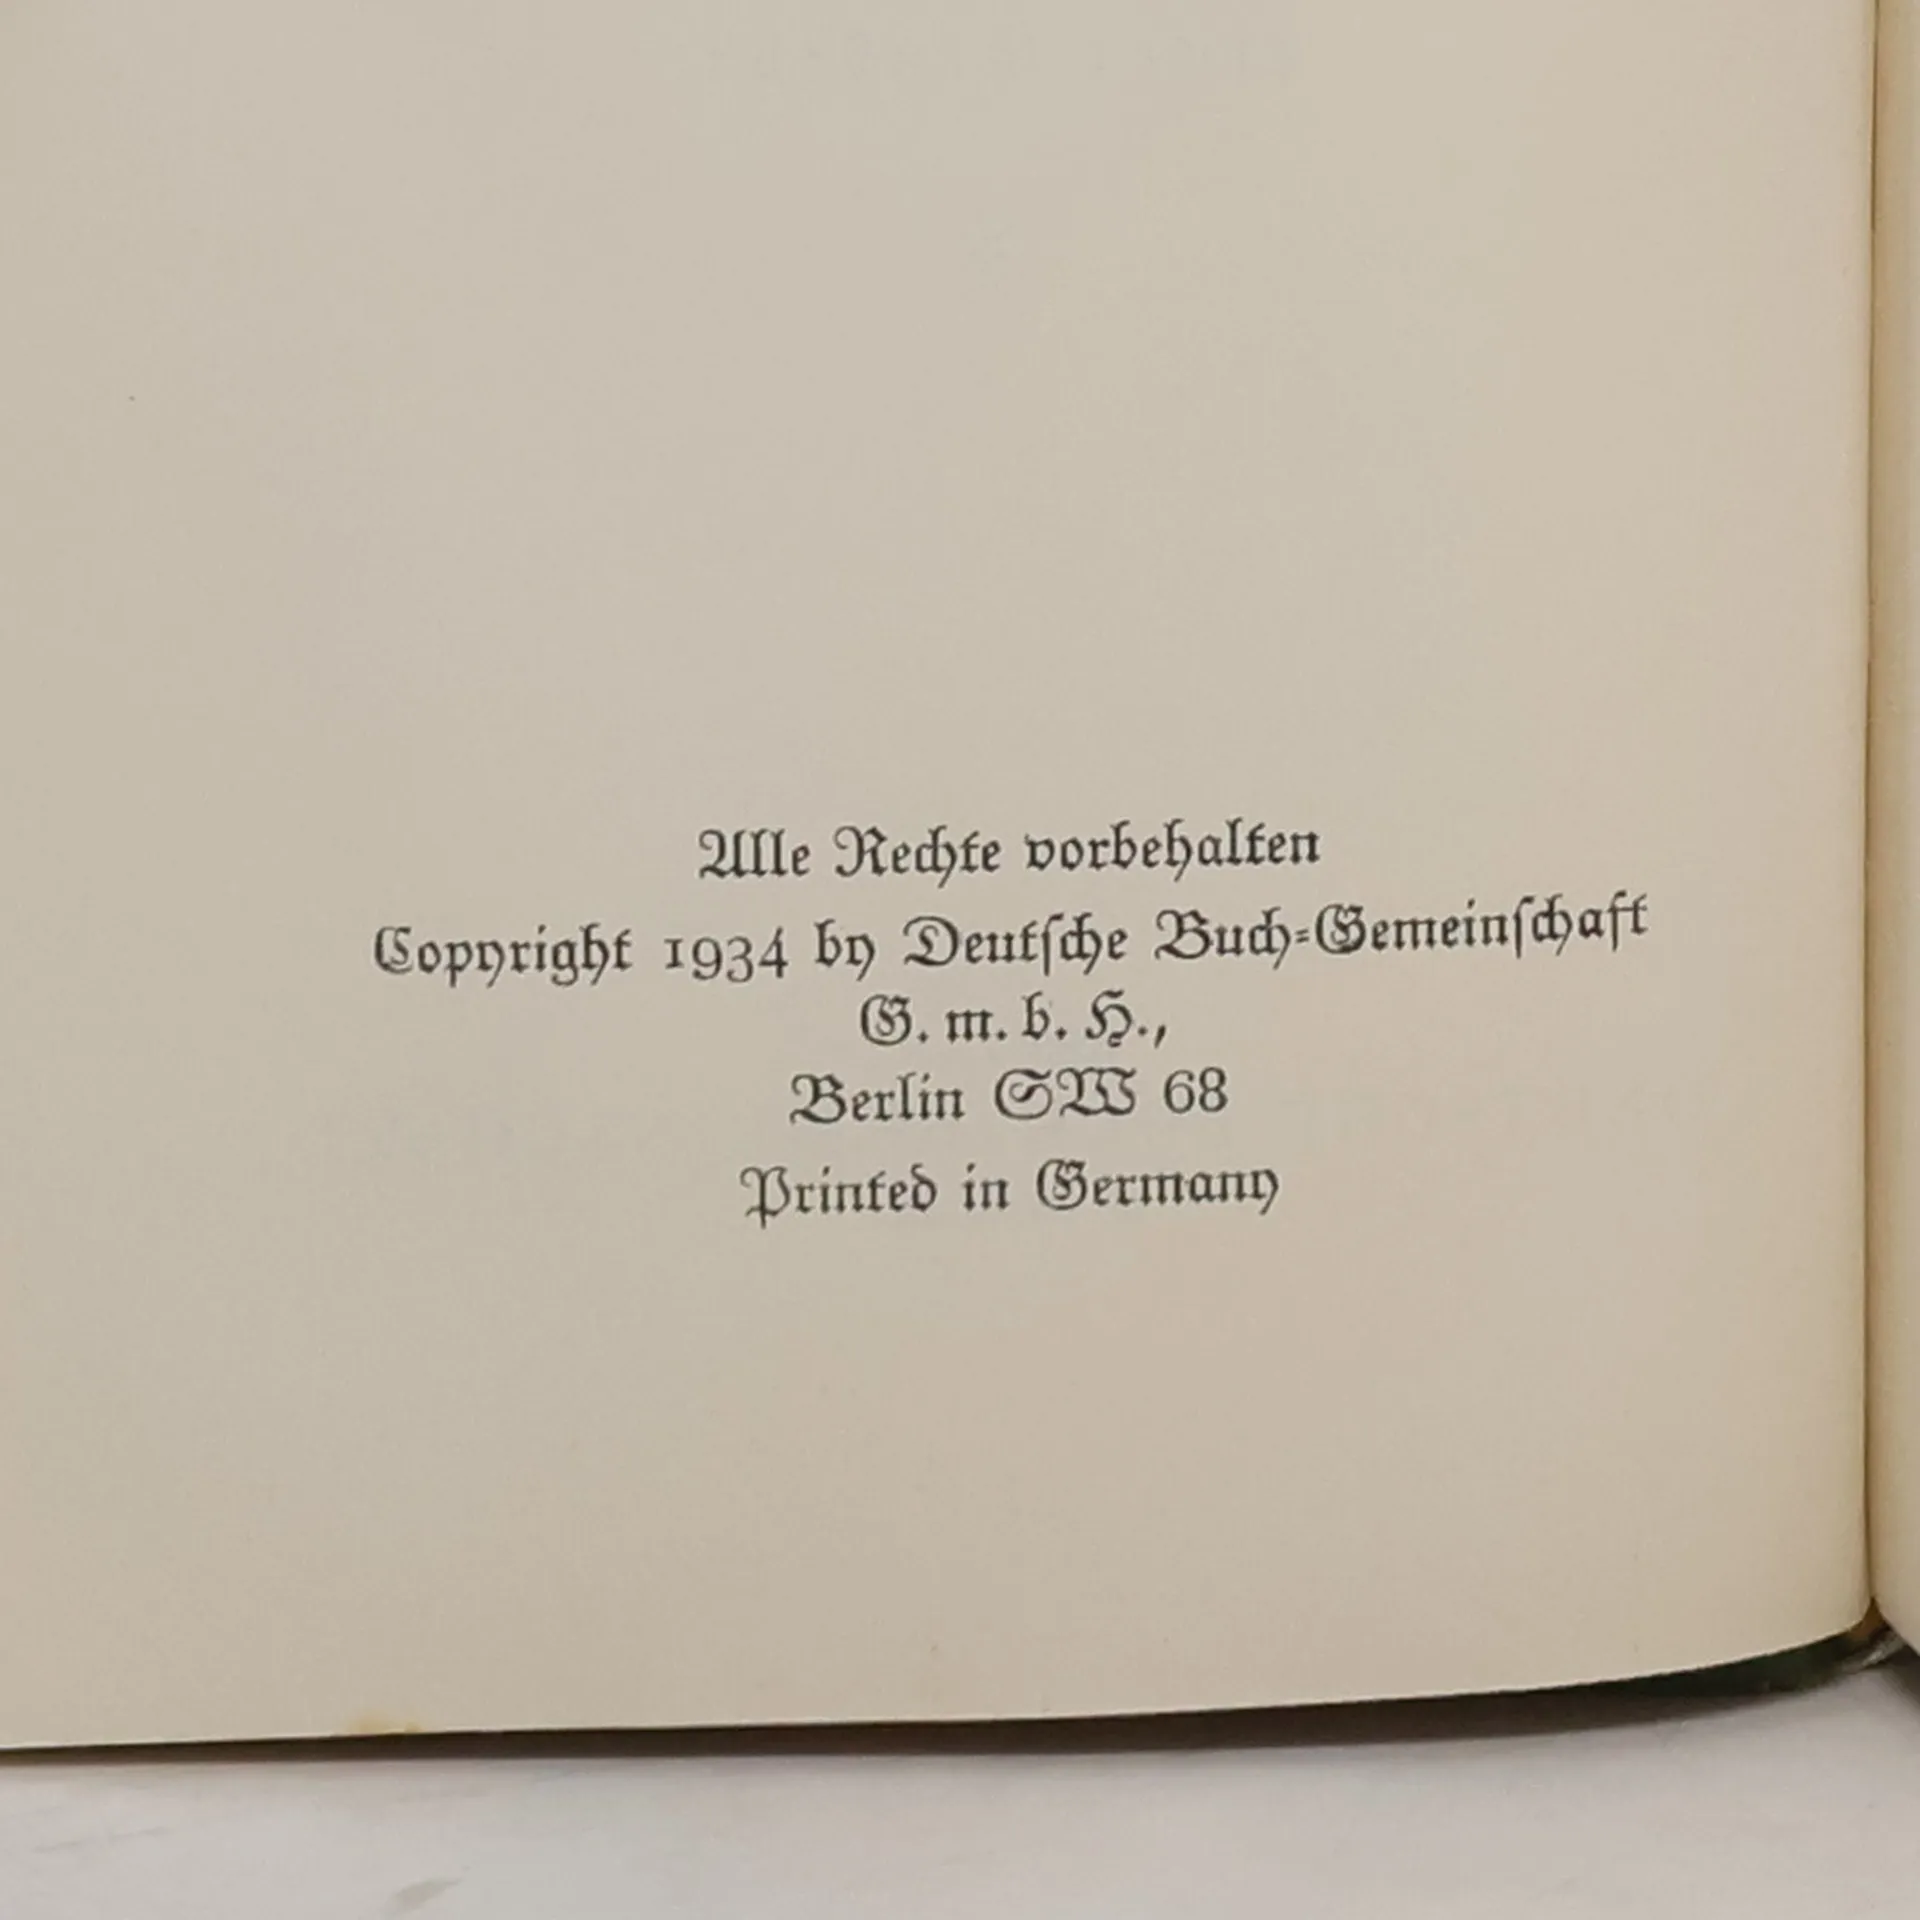 Alle Rechte vorbehalten
Copyright 1934 by Deutſche Buch-Gemeinſchaft
G. m. b. H.,
Berlin SW 68
Printed in Germany